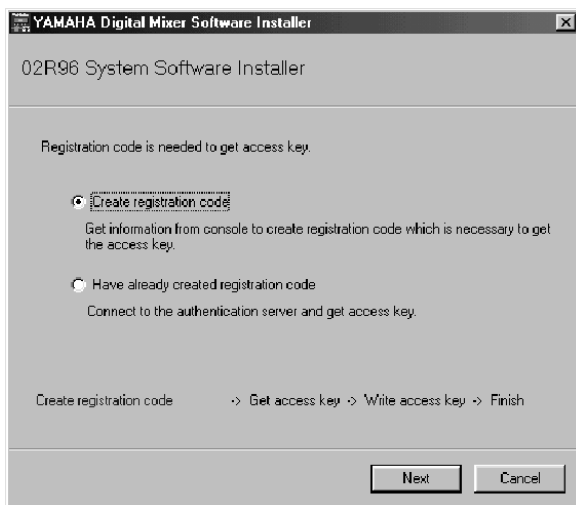 YAMAHA Digital Mixer Software Installer
02R96 System Software Installer
Registration code is needed to get access key.
Create registration code
Get information from console to create registration code which is necessary to get
the access key.
Have already created registration code
Connect to the authentication server and get access key.
Create registration code -> Get access key -> Write access key -> Finish
Next Cancel